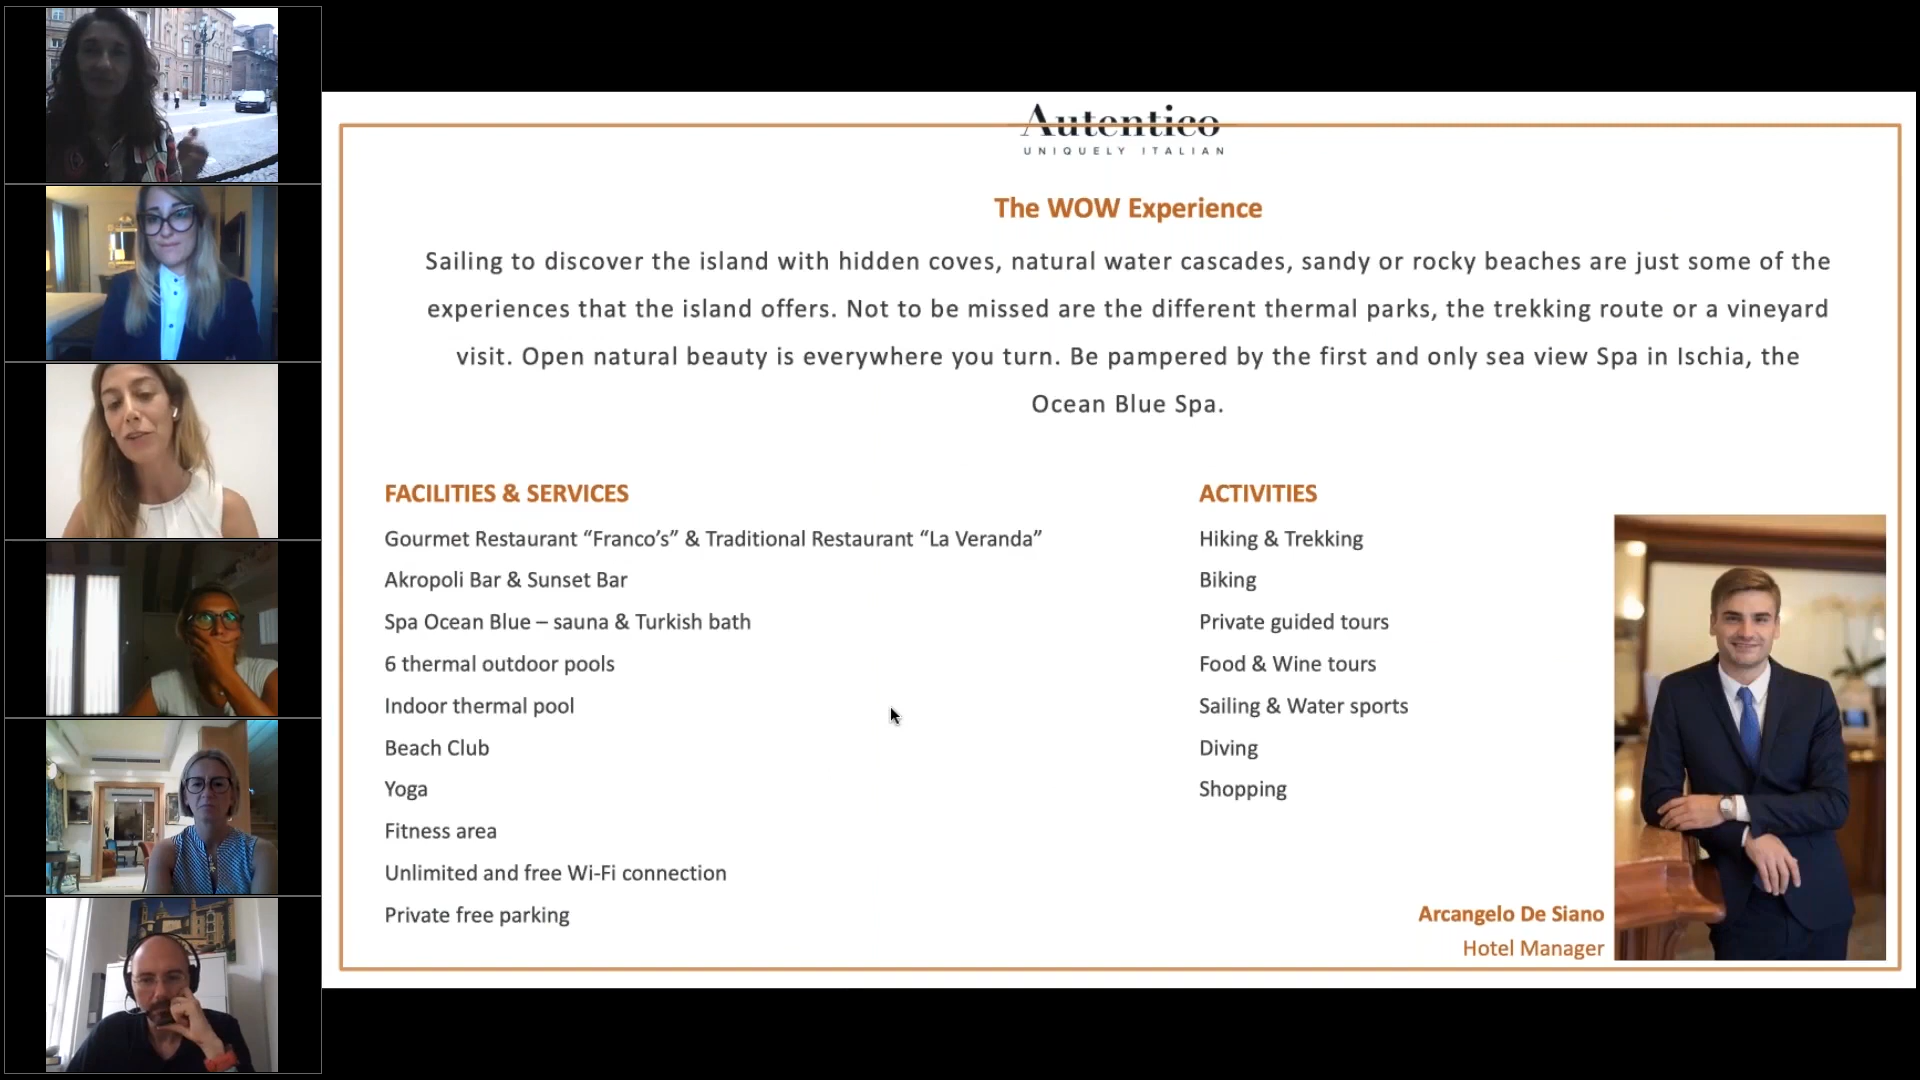 Autentico
UNIQUELY ITALIAN
The WOW Experience
Sailing to discover the island with hidden coves, natural water cascades, sandy or rocky beaches are just some of the
experiences that the island offers. Not to be missed are the different thermal parks, the trekking route or a vineyard
visit. Open natural beauty is everywhere you turn. Be pampered by the first and only sea view Spa in Ischia, the
Ocean Blue Spa.
FACILITIES & SERVICES
Gourmet Restaurant “Franco’s” & Traditional Restaurant “La Veranda”
Akropoli Bar & Sunset Bar
Spa Ocean Blue – sauna & Turkish bath
6 thermal outdoor pools
Indoor thermal pool
Beach Club
Yoga
Fitness area
Unlimited and free Wi-Fi connection
Private free parking
ACTIVITIES
Hiking & Trekking
Biking
Private guided tours
Food & Wine tours
Sailing & Water sports
Diving
Shopping
Arcangelo De Siano
Hotel Manager